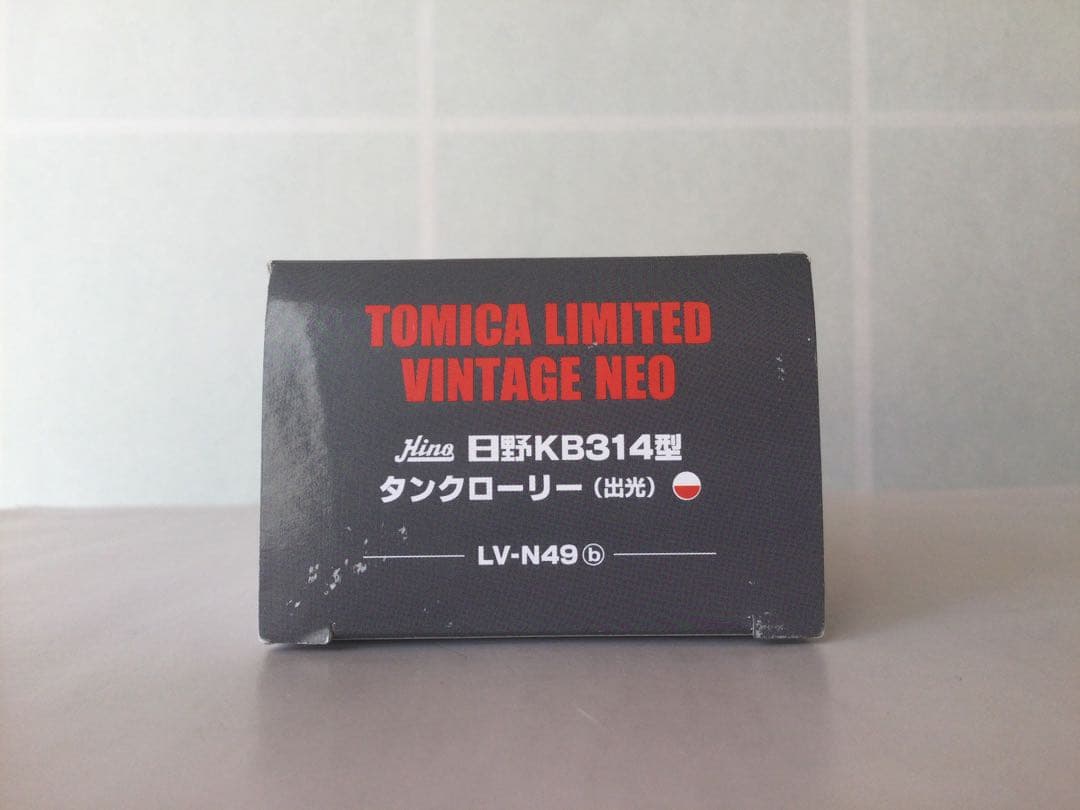 TOMICA LIMITED
VINTAGE NEO
Hino 日野KB314型
タンクローリー（出光）
LV-N49ⓑ